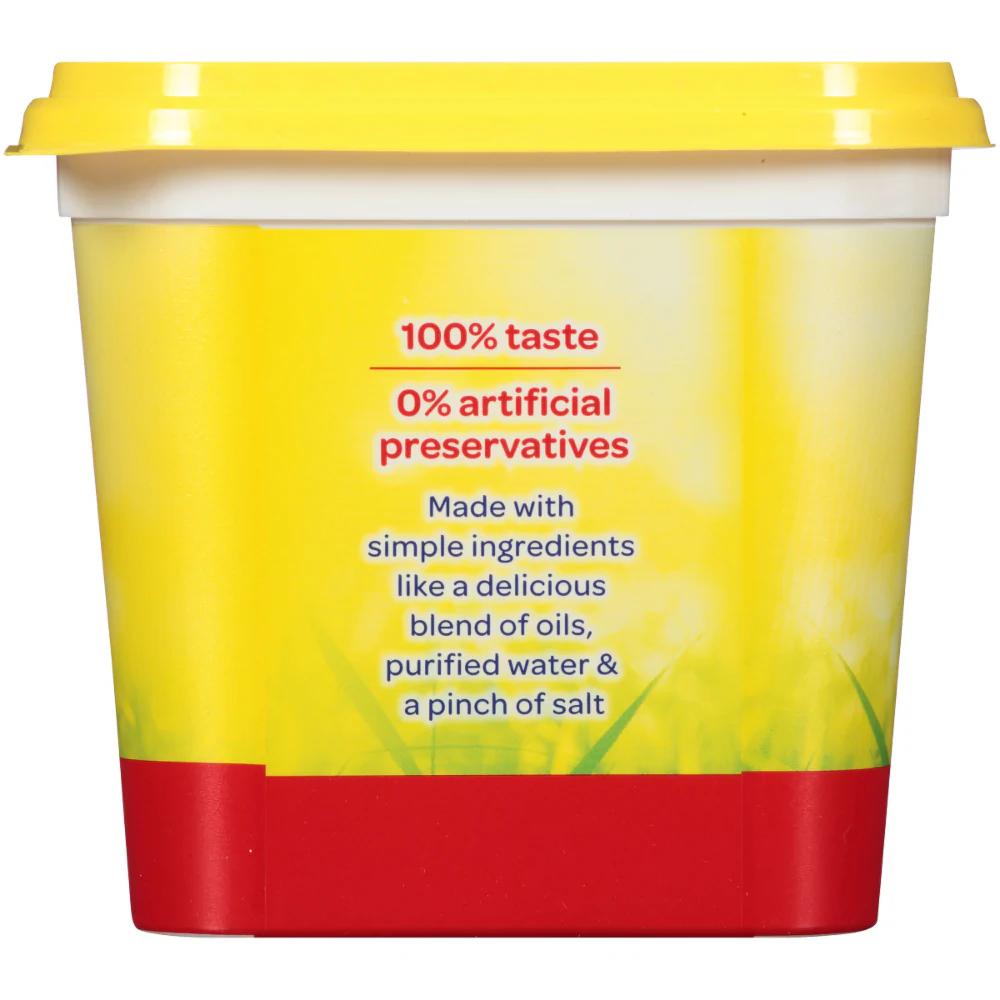 100% taste
0% artificial
preservatives
Made with
simple ingredients
like a delicious
blend of oils,
purified water &
a pinch of salt